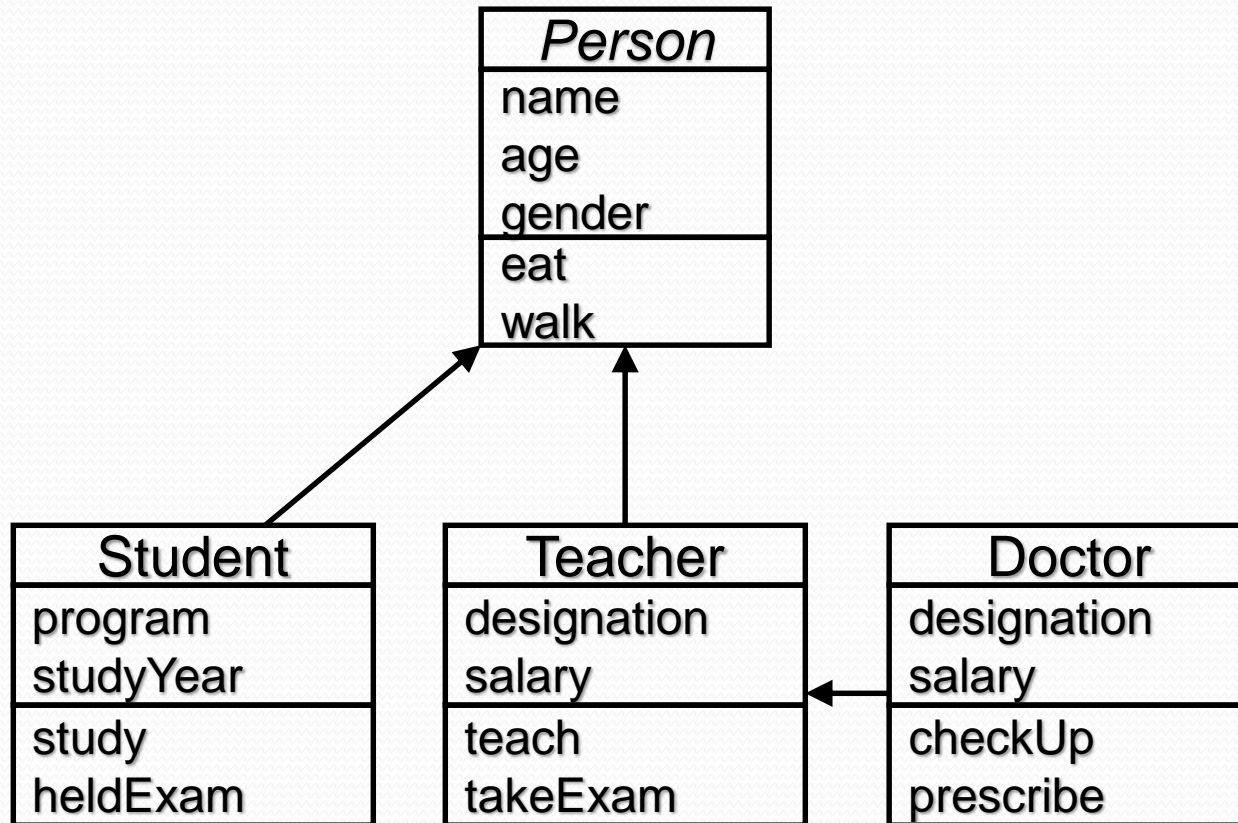 Person
name
age
gender
eat
walk
Student
program
studyYear
study
heldExam
Teacher
designation
salary
teach
takeExam
Doctor
designation
salary
checkUp
prescribe